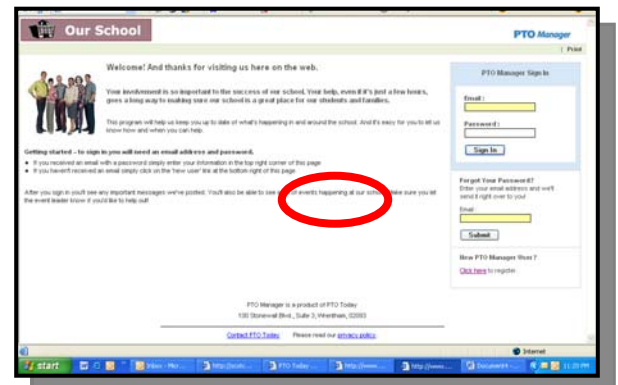 Our School
PTO Manager
| Print
Welcome! And thanks for visiting us here on the web.
Your involvement is so important to the success of our school. Your help, even if it's just a few hours,
goes a long way to making sure our school is a great place for our students and families.
This program will help us keep you up to date of what's happening in and around the school. And it's easy for you to let us
know how and when you can help.
Getting started - to sign in you will need an email address and password.
• If you received an email with a password simply enter your information in the top right corner of this page
• If you haven't received an email simply click on the 'new user' link at the bottom right of this page
After you sign in you'll see any important messages we've posted. You'll also be able to see of events happening at our school. Make sure you let
the event leader know if you'd like to help out!
PTO Manager Sign In
Email :
Password :
Sign In
Forgot Your Password?
Enter your email address and we'll
send it right over to you!
Email
Submit
New PTO Manager User ?
Click here to register
PTO Manager is a product of PTO Today
100 Stonewall Blvd., Suite 3, Wrentham, 02093
Contact PTO Today Please read our privacy policy.
Internet
start
PTO Today
http://www....
http://www....
Document4 -...
11:21 PM